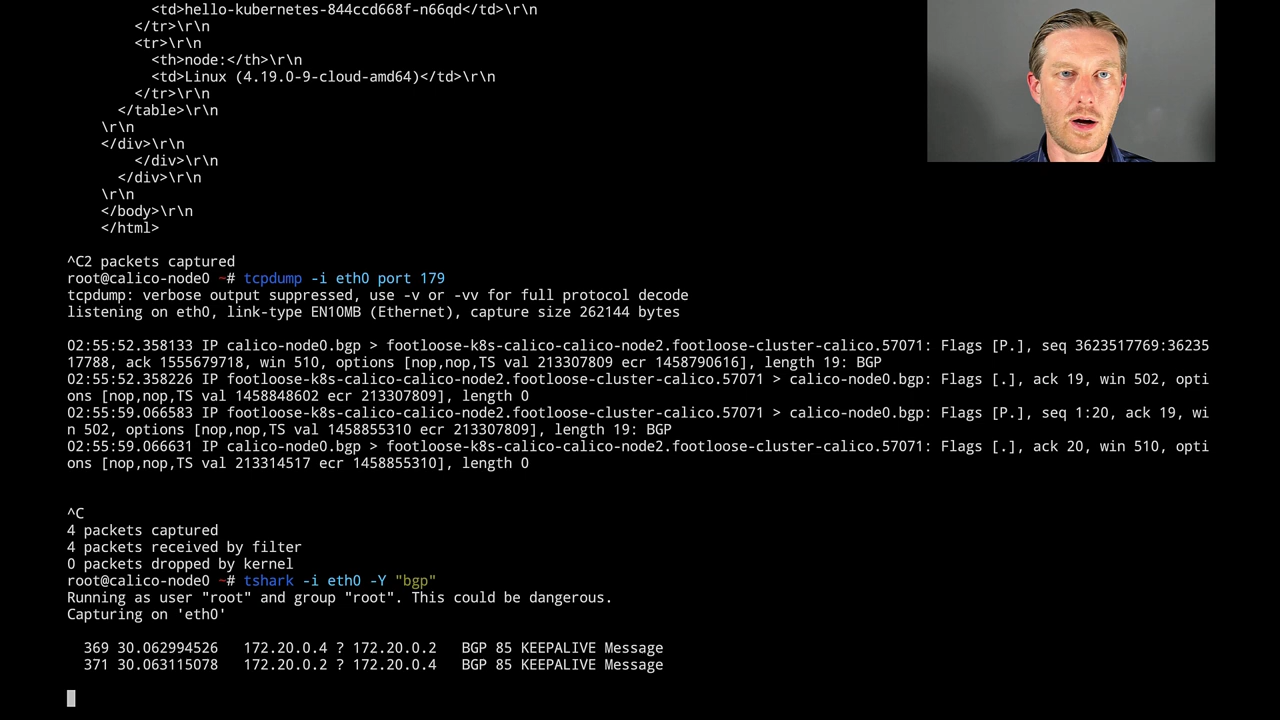 <td>hello-kubernetes-844ccd668f-n66qd</td>\r\n
</tr>\r\n
<tr>\r\n
<th>node:</th>\r\n
<td>Linux (4.19.0-9-cloud-amd64)</td>\r\n
</tr>\r\n
</table>\r\n
\r\n
</div>\r\n
</div>\r\n
</div>\r\n
\r\n
</body>\r\n
</html>
^C2 packets captured
root@calico-node0 ~# tcpdump -i eth0 port 179
tcpdump: verbose output suppressed, use -v or -vv for full protocol decode
listening on eth0, link-type EN10MB (Ethernet), capture size 262144 bytes
02:55:52.358133 IP calico-node0.bgp > footloose-k8s-calico-calico-node2.footloose-cluster-calico.57071: Flags [P.], seq 3623517769:36235
17788, ack 1555679718, win 510, options [nop,nop,TS val 213307809 ecr 1458790616], length 19: BGP
02:55:52.358226 IP footloose-k8s-calico-calico-node2.footloose-cluster-calico.57071 > calico-node0.bgp: Flags [.], ack 19, win 502, opti
ons [nop,nop,TS val 1458848602 ecr 213307809], length 0
02:55:59.066583 IP footloose-k8s-calico-calico-node2.footloose-cluster-calico.57071 > calico-node0.bgp: Flags [P.], seq 1:20, ack 19, wi
n 502, options [nop,nop,TS val 1458855310 ecr 213307809], length 19: BGP
02:55:59.066631 IP calico-node0.bgp > footloose-k8s-calico-calico-node2.footloose-cluster-calico.57071: Flags [.], ack 20, win 510, opti
ons [nop,nop,TS val 213314517 ecr 1458855310], length 0
^C
4 packets captured
4 packets received by filter
0 packets dropped by kernel
root@calico-node0 ~# tshark -i eth0 -Y "bgp"
Running as user "root" and group "root". This could be dangerous.
Capturing on 'eth0'
369 30.062994526 172.20.0.4 ? 172.20.0.2 BGP 85 KEEPALIVE Message
371 30.063115078 172.20.0.2 ? 172.20.0.4 BGP 85 KEEPALIVE Message